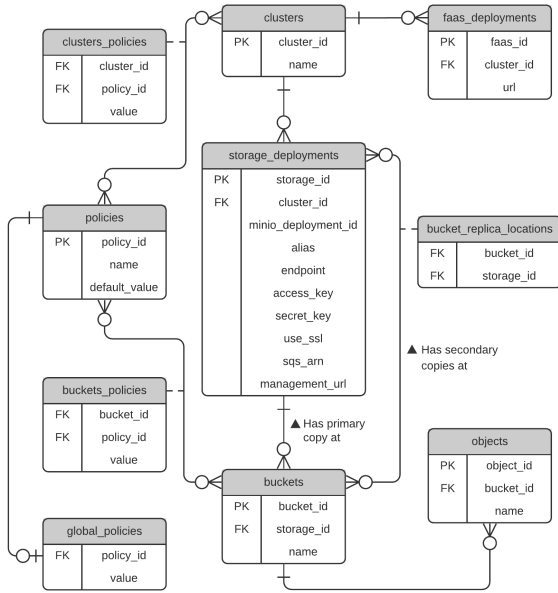 clusters
PK cluster_id
name
faas_deployments
PK faas_id
FK cluster_id
url
clusters_policies
FK cluster_id
FK policy_id
value
storage_deployments
PK storage_id
FK cluster_id
minio_deployment_id
alias
endpoint
access_key
secret_key
use_ssl
sqs_arn
management_url
policies
PK policy_id
name
default_value
bucket_replica_locations
FK bucket_id
FK storage_id
▲ Has secondary
copies at
buckets_policies
FK bucket_id
FK policy_id
value
▲ Has primary
copy at
objects
PK object_id
FK bucket_id
name
buckets
PK bucket_id
FK storage_id
name
global_policies
FK policy_id
value